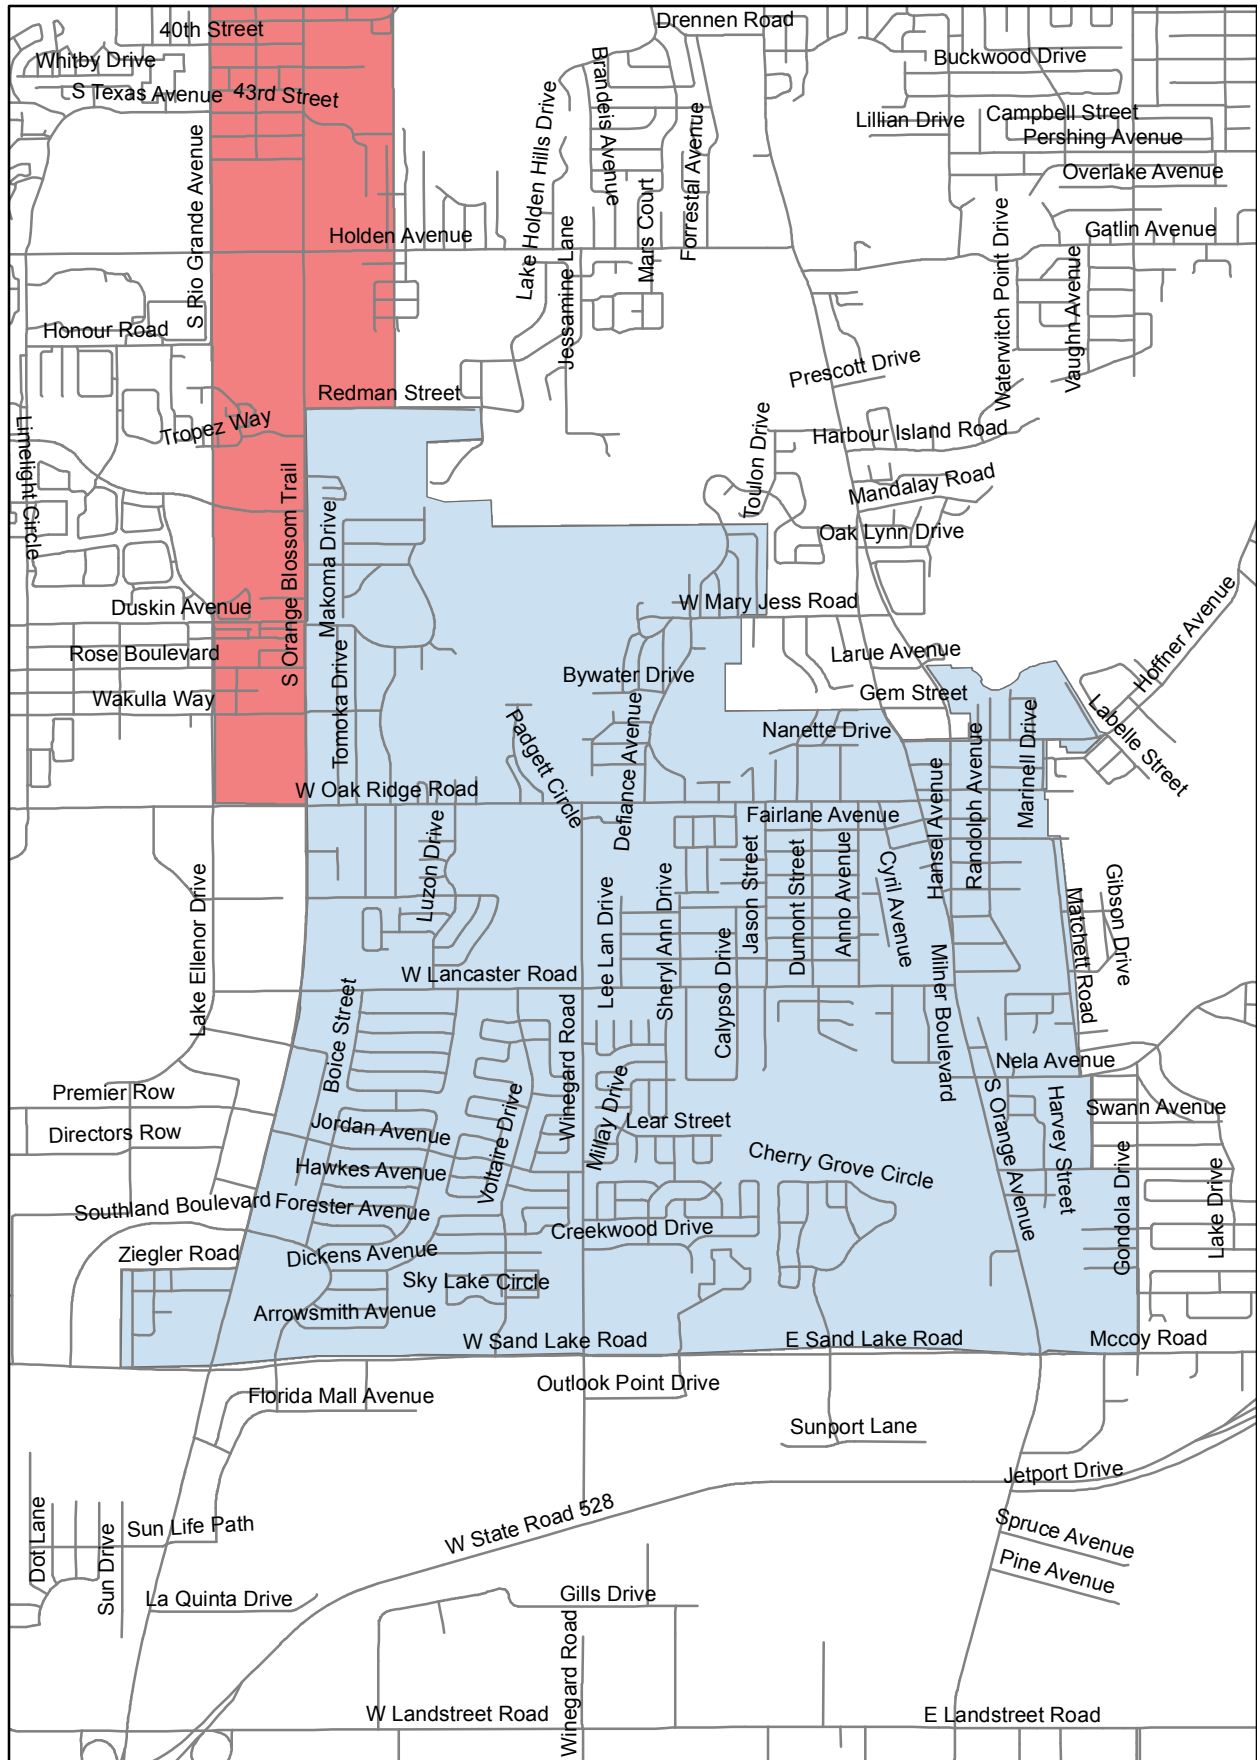 Drennen Road
40th Street
Whitby Drive
Buckwood Drive
S Texas Avenue
43rd Street
Brandeis Avenue
Lillian Drive
Campbell Street
Pershing Avenue
Overlake Avenue
Lake Holden Hills Drive
Forrestal Avenue
S Rio Grande Avenue
Mars Court
Holden Avenue
Gatlin Avenue
Waterwitch Point Drive
Jessamine Lane
Vaughn Avenue
Honour Road
Prescott Drive
Redman Street
Tropez Way
Toulon Drive
Harbour Island Road
Limelight Circle
Mandalay Road
S Orange Blossom Trail
Makoma Drive
Oak Lynn Drive
Duskin Avenue
W Mary Jess Road
Hoffner Avenue
Rose Boulevard
Larue Avenue
Bywater Drive
Tomoka Drive
Wakulla Way
Gem Street
Labelle Street
Padgett Circle
Nanette Drive
Defiance Avenue
Marinell Drive
Randolph Avenue
Hansel Avenue
W Oak Ridge Road
Fairlane Avenue
Luzon Drive
Jason Street
Dumont Street
Anno Avenue
Cyril Avenue
Gibson Drive
Matchett Road
Lake Ellenor Drive
Lee Lan Drive
Sheryl Ann Drive
Calypso Drive
W Lancaster Road
Milner Boulevard
Boice Street
Winegard Road
Nela Avenue
Premier Row
Millay Drive
S Orange Avenue
Harvey Street
Swann Avenue
Directors Row
Jordan Avenue
Voltaire Drive
Lear Street
Hawkes Avenue
Cherry Grove Circle
Gondola Drive
Lake Drive
Southland Boulevard
Forester Avenue
Creekwood Drive
Ziegler Road
Dickens Avenue
Sky Lake Circle
Arrowsmith Avenue
W Sand Lake Road
E Sand Lake Road
Mccoy Road
Florida Mall Avenue
Outlook Point Drive
Sunport Lane
Jetport Drive
Dot Lane
Sun Drive
Sun Life Path
W State Road 528
Spruce Avenue
Pine Avenue
La Quinta Drive
Gills Drive
Winegard Road
W Landstreet Road
E Landstreet Road